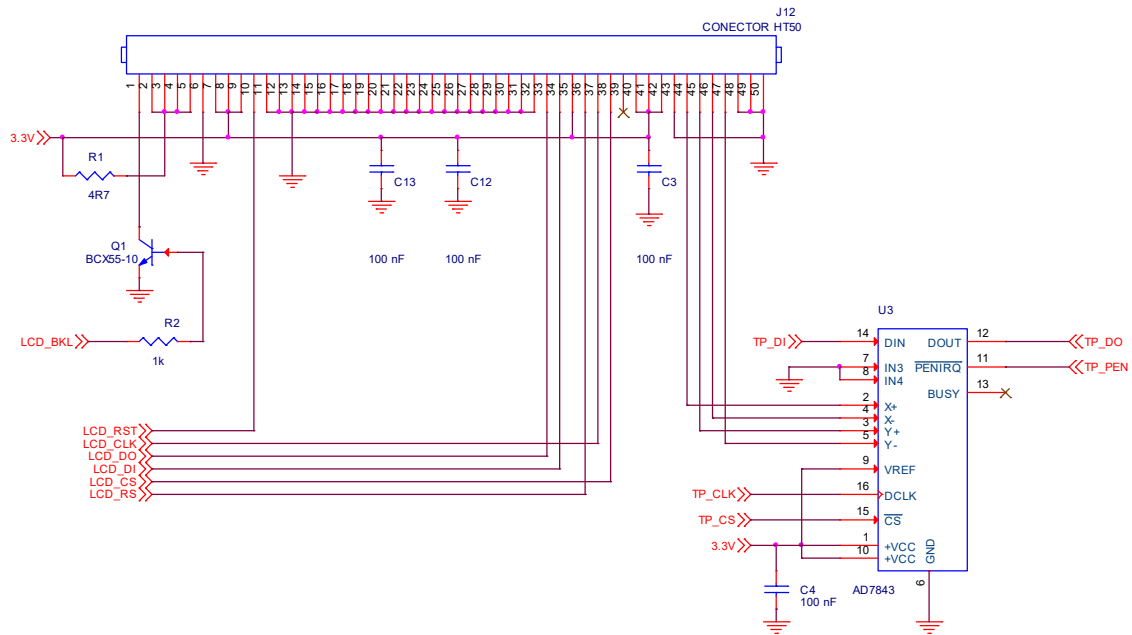 J12
CONECTOR HT50
1 2 3 4 5 6 7 8 9 10 11 12 13 14 15 16 17 18 19 20 21 22 23 24 25 26 27 28 29 30 31 32 33 34 35 36 37 38 39 40 41 42 43 44 45 46 47 48 49 50
3.3V
R1
4R7
C13
C12
C3
100 nF
100 nF
100 nF
Q1
BCX55-10
R2
LCD_BKL
1k
LCD_RST
LCD_CLK
LCD_DO
LCD_DI
LCD_CS
LCD_RS
U3
TP_DI
14
DIN
DOUT
12
TP_DO
7
IN3
PENIRQ
11
TP_PEN
8
IN4
BUSY
13
2
X+
4
X-
3
Y+
5
Y-
9
VREF
TP_CLK
16
DCLK
TP_CS
15
CS
3.3V
1
+VCC
10
+VCC
GND
6
C4
100 nF
AD7843